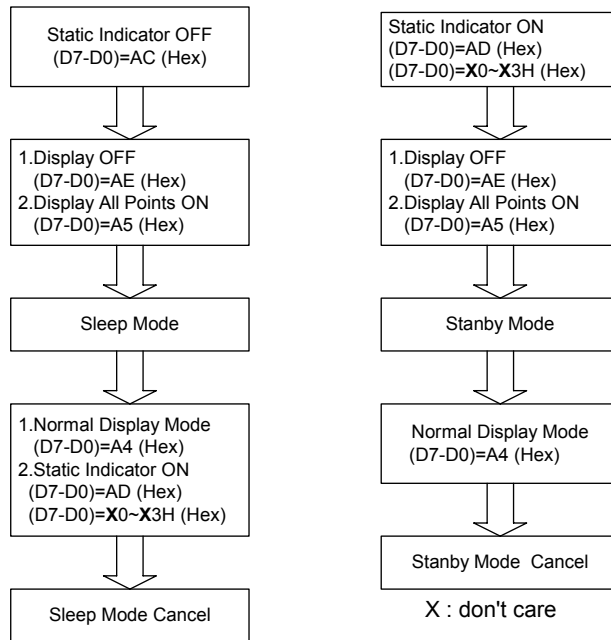 Static Indicator OFF
(D7-D0)=AC (Hex)
1.Display OFF
(D7-D0)=AE (Hex)
2.Display All Points ON
(D7-D0)=A5 (Hex)
Sleep Mode
1.Normal Display Mode
(D7-D0)=A4 (Hex)
2.Static Indicator ON
(D7-D0)=AD (Hex)
(D7-D0)=X0~X3H (Hex)
Sleep Mode Cancel
Static Indicator ON
(D7-D0)=AD (Hex)
(D7-D0)=X0~X3H (Hex)
1.Display OFF
(D7-D0)=AE (Hex)
2.Display All Points ON
(D7-D0)=A5 (Hex)
Stanby Mode
Normal Display Mode
(D7-D0)=A4 (Hex)
Stanby Mode Cancel
X : don't care